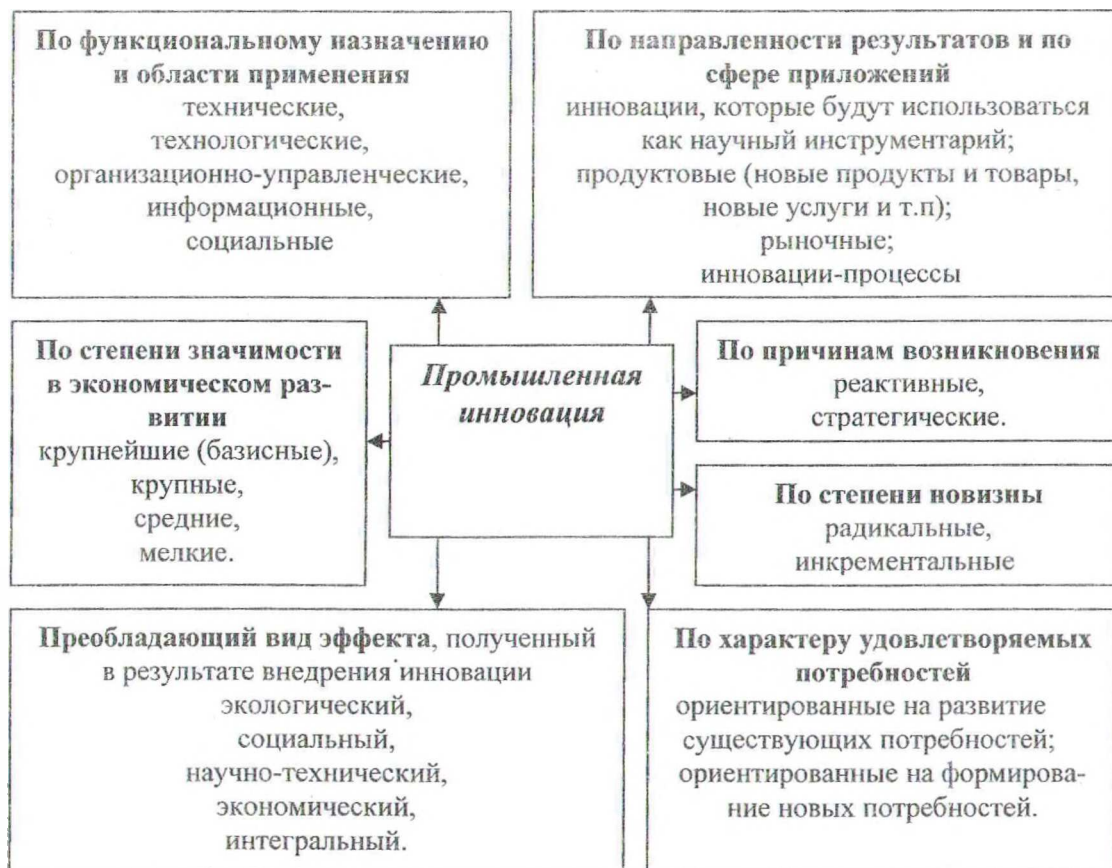 По функциональному назначению
и области применения
технические,
технологические,
организационно-управленческие,
информационные,
социальные
По направленности результатов и по
сфере приложений
инновации, которые будут использоваться
как научный инструментарий;
продуктовые (новые продукты и товары,
новые услуги и т.п);
рыночные;
инновации-процессы
По степени значимости
в экономическом раз-
витии
крупнейшие (базисные),
крупные,
средние,
мелкие.
Промышленная
инновация
По причинам возникновения
реактивные,
стратегические.
По степени новизны
радикальные,
инкрементальные
Преобладающий вид эффекта, полученный
в результате внедрения инновации
экологический,
социальный,
научно-технический,
экономический,
интегральный.
По характеру удовлетворяемых
потребностей
ориентированные на развитие
существующих потребностей;
ориентированные на формирова-
ние новых потребностей.